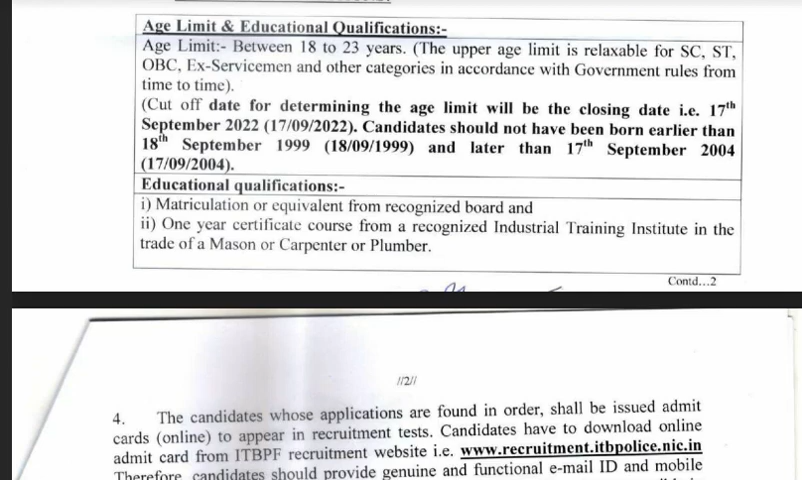 Age Limit & Educational Qualifications:-
Age Limit:- Between 18 to 23 years. (The upper age limit is relaxable for SC, ST,
OBC, Ex-Servicemen and other categories in accordance with Government rules from
time to time).
(Cut off date for determining the age limit will be the closing date i.e. 17th
September 2022 (17/09/2022). Candidates should not have been born earlier than
18th September 1999 (18/09/1999) and later than 17th September 2004
(17/09/2004).
Educational qualifications:-
i) Matriculation or equivalent from recognized board and
ii) One year certificate course from a recognized Industrial Training Institute in the
trade of a Mason or Carpenter or Plumber.
Contd...2
//2//
4. The candidates whose applications are found in order, shall be issued admit
cards (online) to appear in recruitment tests. Candidates have to download online
admit card from ITBPF recruitment website i.e. www.recruitment.itbpolice.nic.in
Therefore, candidates should provide genuine and functional e-mail ID and mobile